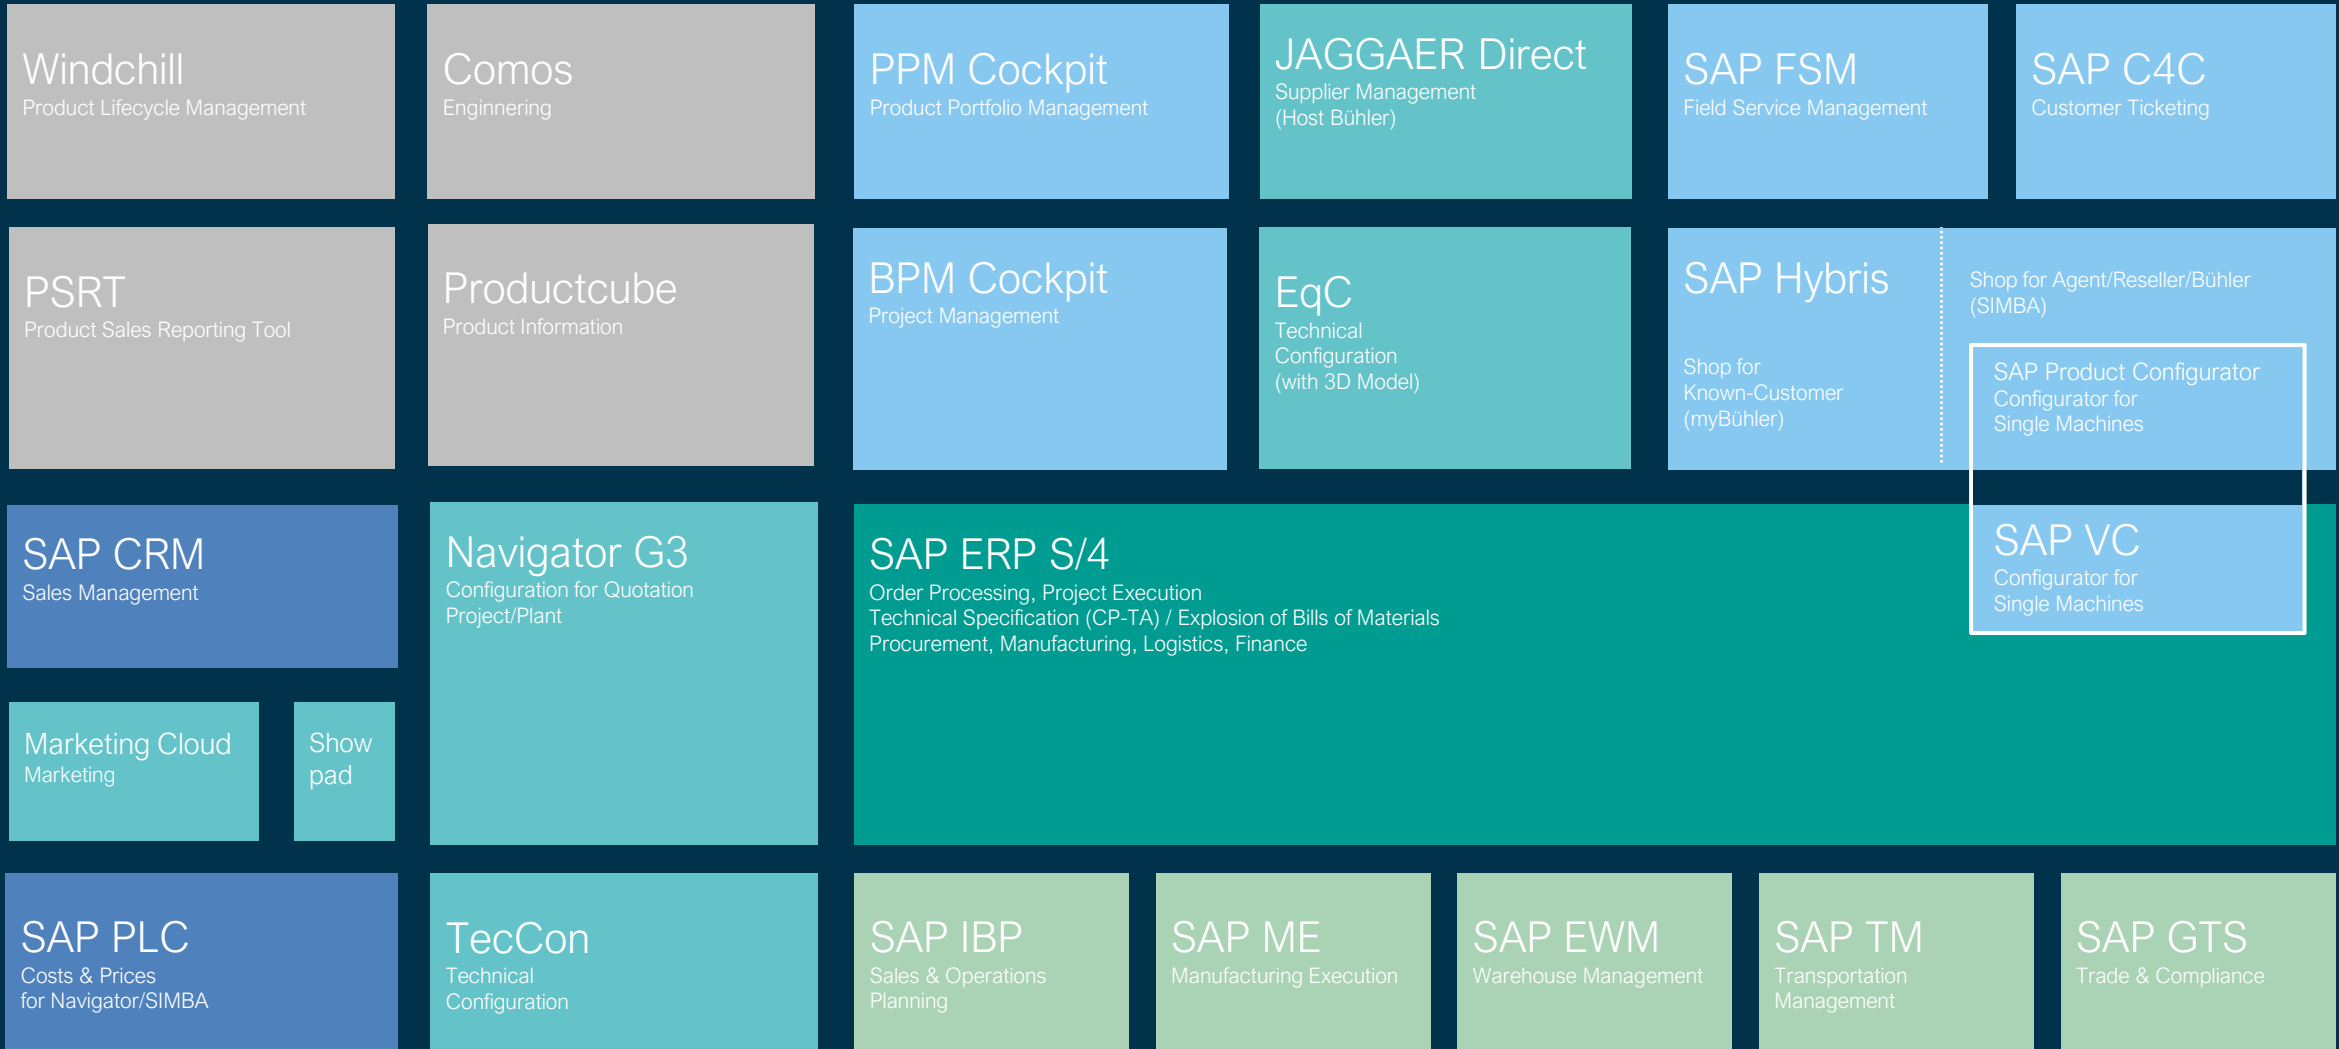 Windchill
Product Lifecycle Management
Comos
Enginnering
PPM Cockpit
Product Portfolio Management
JAGGAER Direct
Supplier Management
(Host Bühler)
SAP FSM
Field Service Management
SAP C4C
Customer Ticketing
PSRT
Product Sales Reporting Tool
Productcube
Product Information
BPM Cockpit
Project Management
EqC
Technical
Configuration
(with 3D Model)
SAP Hybris
Shop for
Known-Customer
(myBühler)
Shop for Agent/Reseller/Bühler
(SIMBA)
SAP Product Configurator
Configurator for
Single Machines
SAP CRM
Sales Management
Navigator G3
Configuration for Quotation
Project/Plant
SAP ERP S/4
Order Processing, Project Execution
Technical Specification (CP-TA) / Explosion of Bills of Materials
Procurement, Manufacturing, Logistics, Finance
SAP VC
Configurator for
Single Machines
Marketing Cloud
Marketing
Show
pad
SAP PLC
Costs & Prices
for Navigator/SIMBA
TecCon
Technical
Configuration
SAP IBP
Sales & Operations
Planning
SAP ME
Manufacturing Execution
SAP EWM
Warehouse Management
SAP TM
Transportation
Management
SAP GTS
Trade & Compliance